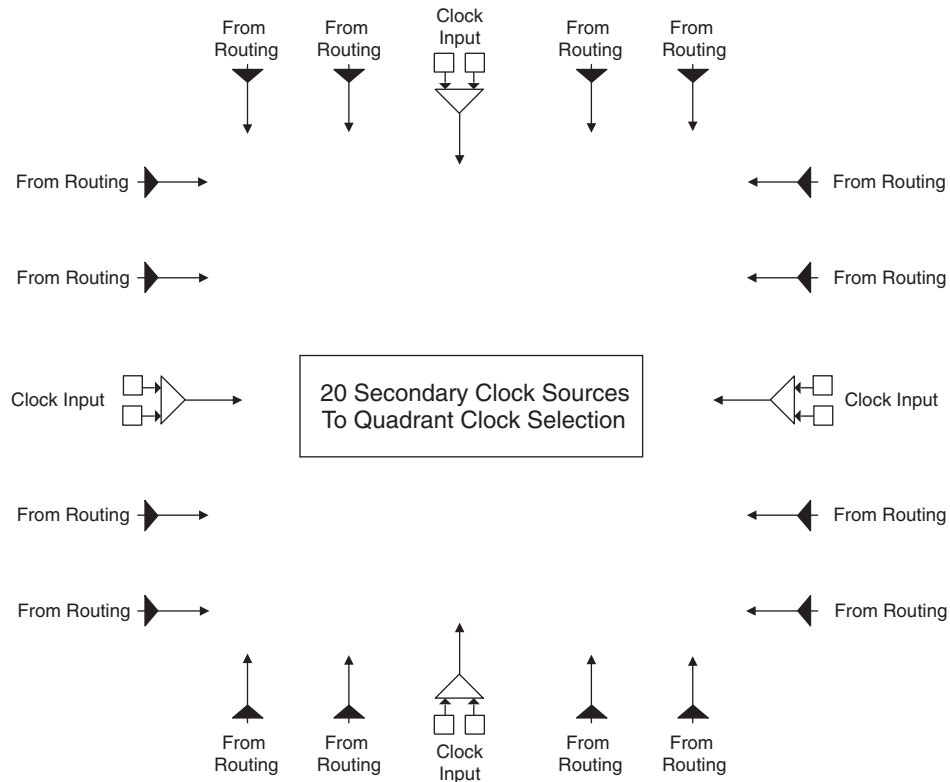 From
Routing
From
Routing
Clock
Input
From
Routing
From
Routing
From Routing
From Routing
From Routing
From Routing
Clock Input
20 Secondary Clock Sources
To Quadrant Clock Selection
Clock Input
From Routing
From Routing
From Routing
From Routing
From
Routing
From
Routing
Clock
Input
From
Routing
From
Routing